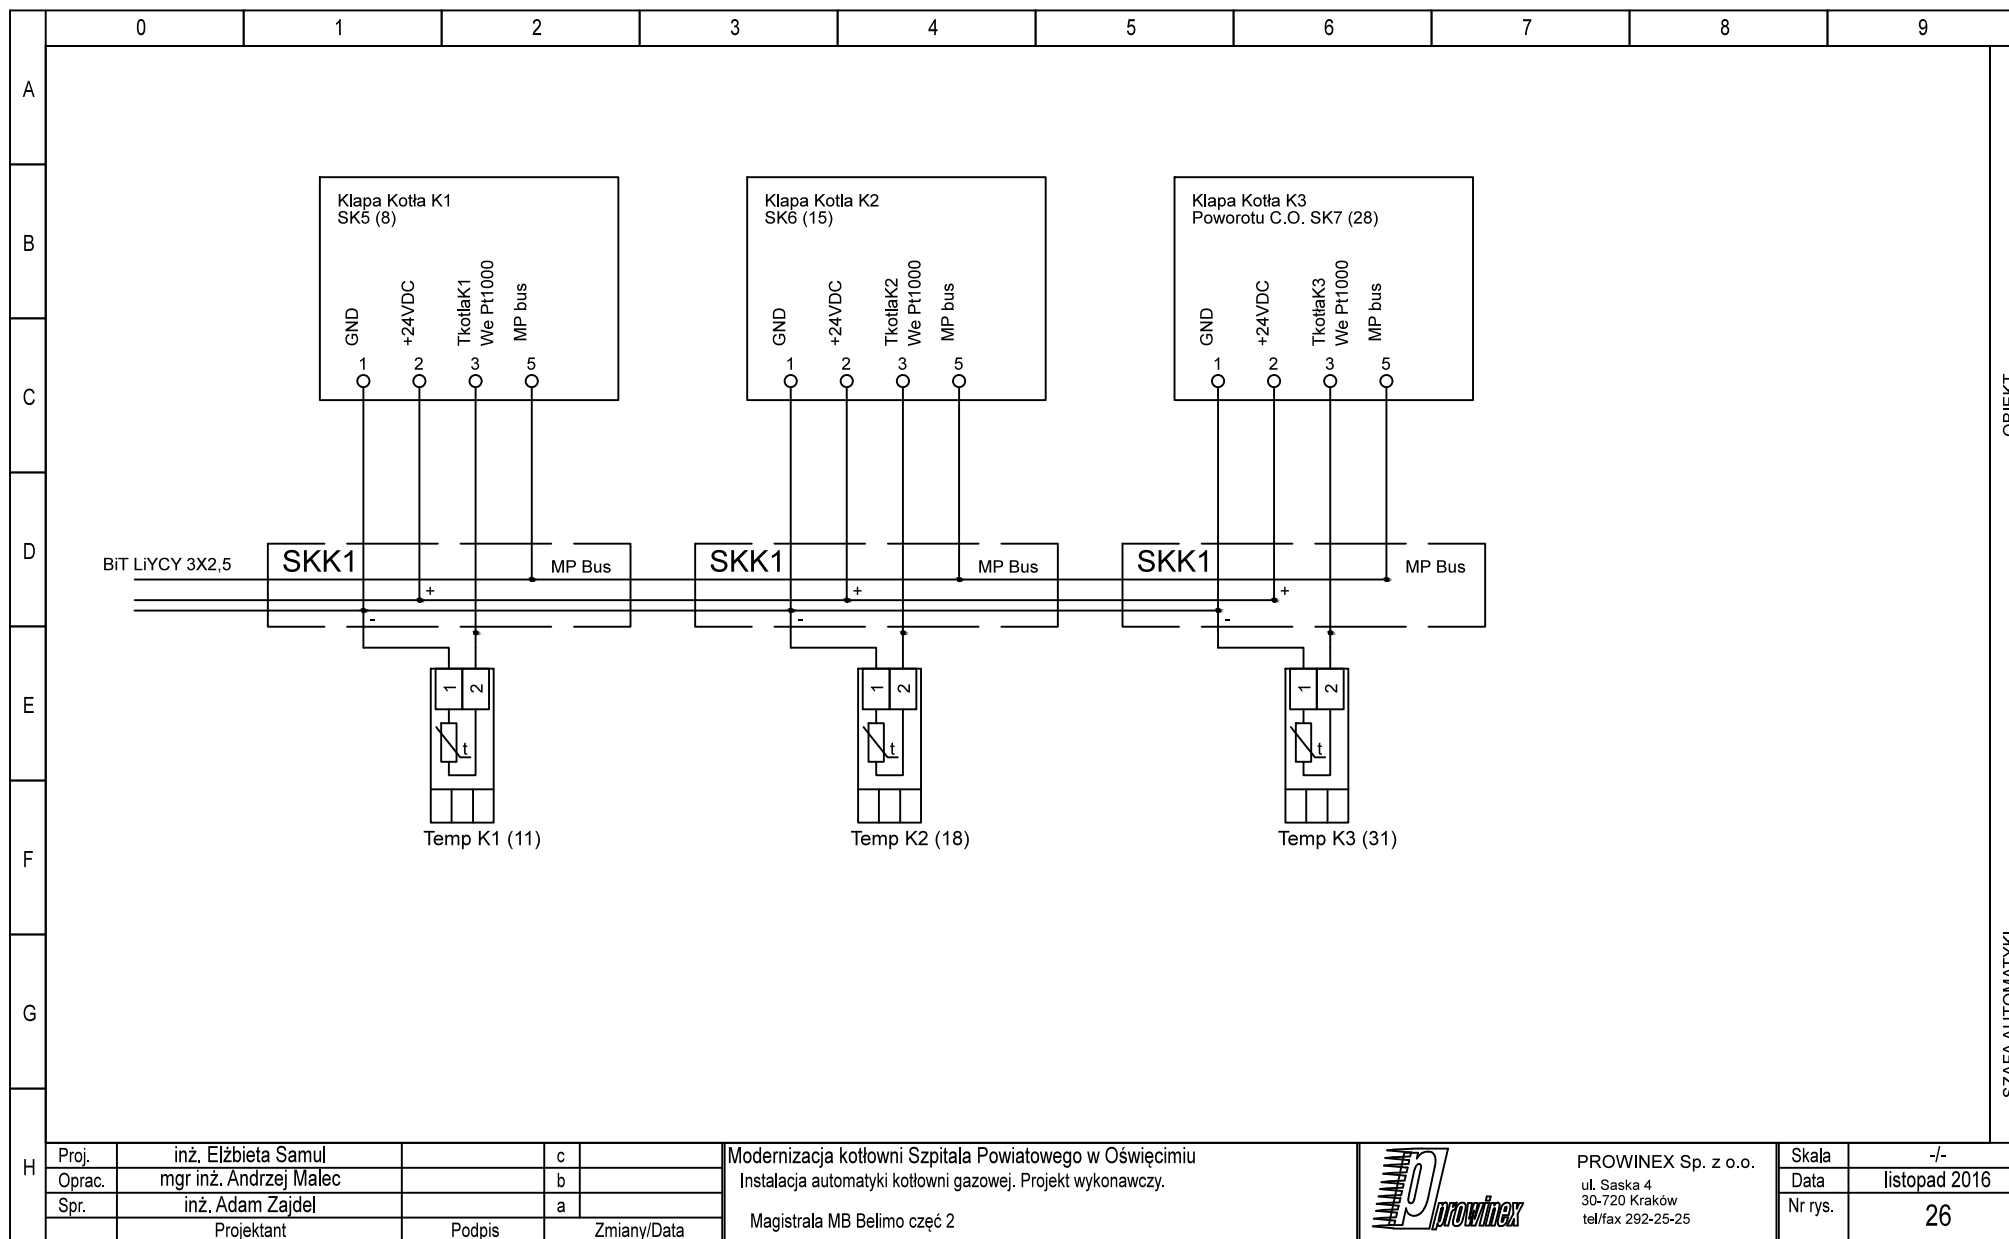 0 1 2 3 4 5 6 7 8 9
A
B
C
D
E
F
G
H
Klapa Kotła K1
SK5 (8)
GND
+24VDC
TkotłaK1
We Pt1000
MP bus
1 2 3 5
Klapa Kotla K2
SK6 (15)
GND
+24VDC
TkotlaK2
We Pt1000
MP bus
1 2 3 5
Klapa Kotła K3
Poworotu C.O. SK7 (28)
GND
+24VDC
TkotłaK3
We Pt1000
MP bus
1 2 3 5
BiT LiYCY 3X2,5
SKK1
MP Bus
+
-
SKK1
MP Bus
+
-
SKK1
MP Bus
+
-
1 2
t
Temp K1 (11)
1 2
t
Temp K2 (18)
1 2
t
Temp K3 (31)
OBIEKT
SZAFA AUTOMATYKI
Proj. inż. Elżbieta Samul c
Oprac. mgr inż. Andrzej Malec b
Spr. inż. Adam Zajdel a
Projektant Podpis Zmiany/Data
Modernizacja kotłowni Szpitala Powiatowego w Oświęcimiu
Instalacja automatyki kotłowni gazowej. Projekt wykonawczy.
Magistrala MB Belimo częć 2
p prowinex
PROWINEX Sp. z o.o.
ul. Saska 4
30-720 Kraków
tel/fax 292-25-25
Skala -/-
Data listopad 2016
Nr rys. 26